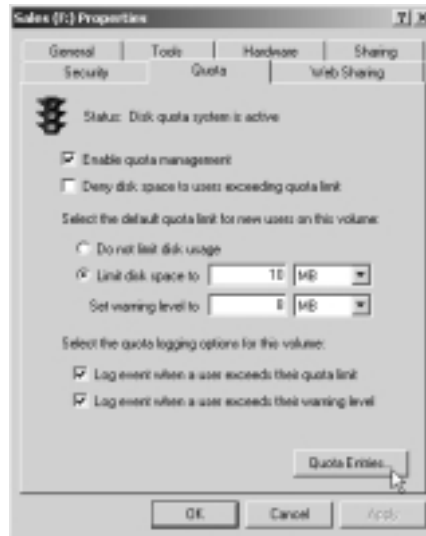 Sales (F:) Properties ? x
General Tools Hardware Sharing
Security Quota Web Sharing
Status: Disk quota system is active
Enable quota management
Deny disk space to users exceeding quota limit
Select the default quota limit for new users on this volume:
Do not limit disk usage
Limit disk space to 10 MB
Set warning level to 8 MB
Select the quota logging options for this volume:
Log event when a user exceeds their quota limit
Log event when a user exceeds their warning level
Quota Entries...
OK Cancel Apply